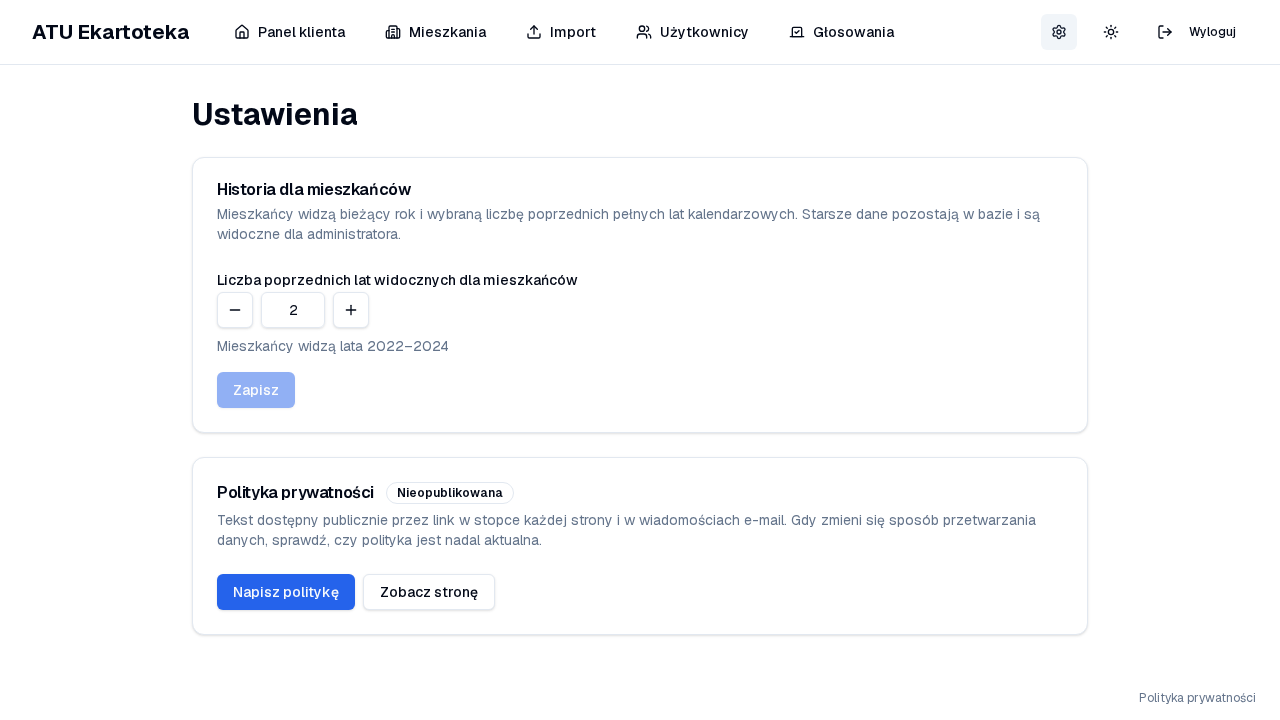 ATU Ekartoteka
Panel klienta
Mieszkania
Import
Użytkownicy
Głosowania
Wyloguj
Ustawienia
Historia dla mieszkańców
Mieszkańcy widzą bieżący rok i wybraną liczbę poprzednich pełnych lat kalendarzowych. Starsze dane pozostają w bazie i są
widoczne dla administratora.
Liczba poprzednich lat widocznych dla mieszkańców
2
Mieszkańcy widzą lata 2022–2024
Zapisz
Polityka prywatności
Nieopublikowana
Tekst dostępny publicznie przez link w stopce każdej strony i w wiadomościach e-mail. Gdy zmieni się sposób przetwarzania
danych, sprawdź, czy polityka jest nadal aktualna.
Napisz politykę
Zobacz stronę
Polityka prywatności